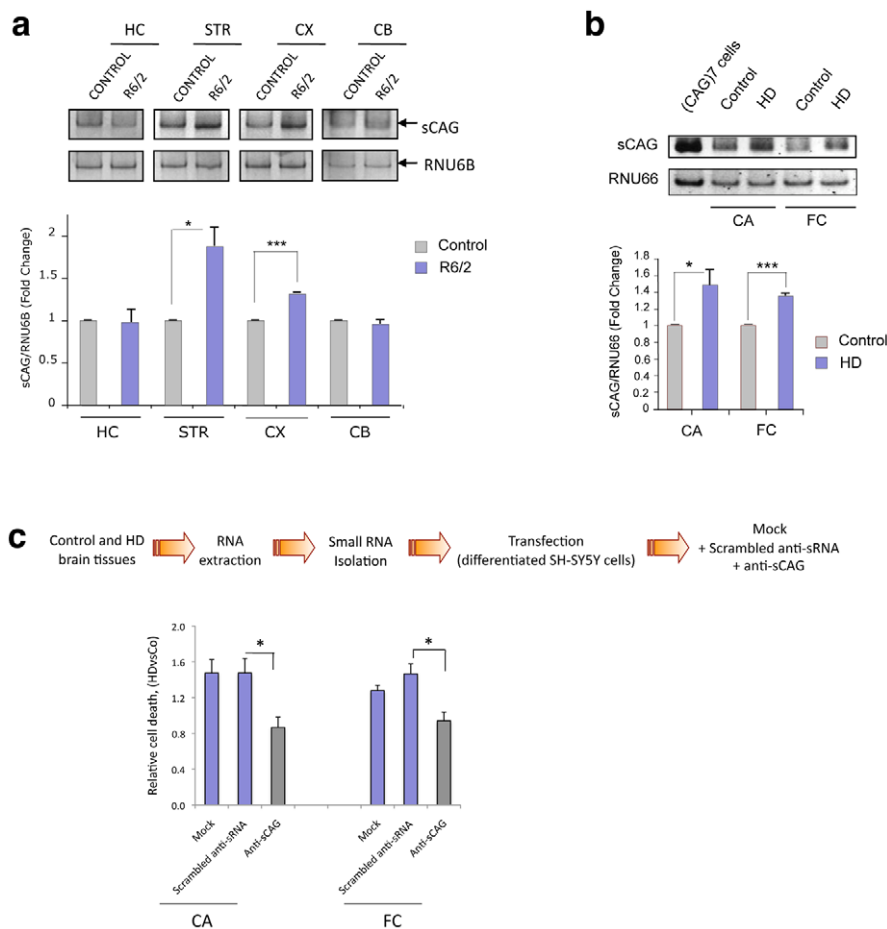 a
HC STR CX CB
CONTROL R6/2 CONTROL R6/2 CONTROL R6/2 CONTROL R6/2
sCAG
RNU6B
sCAG/RNU6B (Fold Change)
2
1.5
1
0.5
0
* ***
Control
R6/2
HC STR CX CB
b
(CAG)7 cells Control HD Control HD
sCAG
RNU66
CA FC
sCAG/RNU66 (Fold Change)
1.8
1.6
1.4
1.2
1.0
0.8
0.6
0.4
0.2
0
* ***
Control
HD
CA FC
c
Control and HD
brain tissues
RNA
extraction
Small RNA
Isolation
Transfection
(differentiated SH-SY5Y cells)
Mock
+ Scrambled anti-sRNA
+ anti-sCAG
Relative cell death, (HDvsCo)
2.0
1.6
1.2
0.8
0.4
0.0
* *
Mock Scrambled anti-sRNA Anti-sCAG Mock Scrambled anti-sRNA Anti-sCAG
CA FC